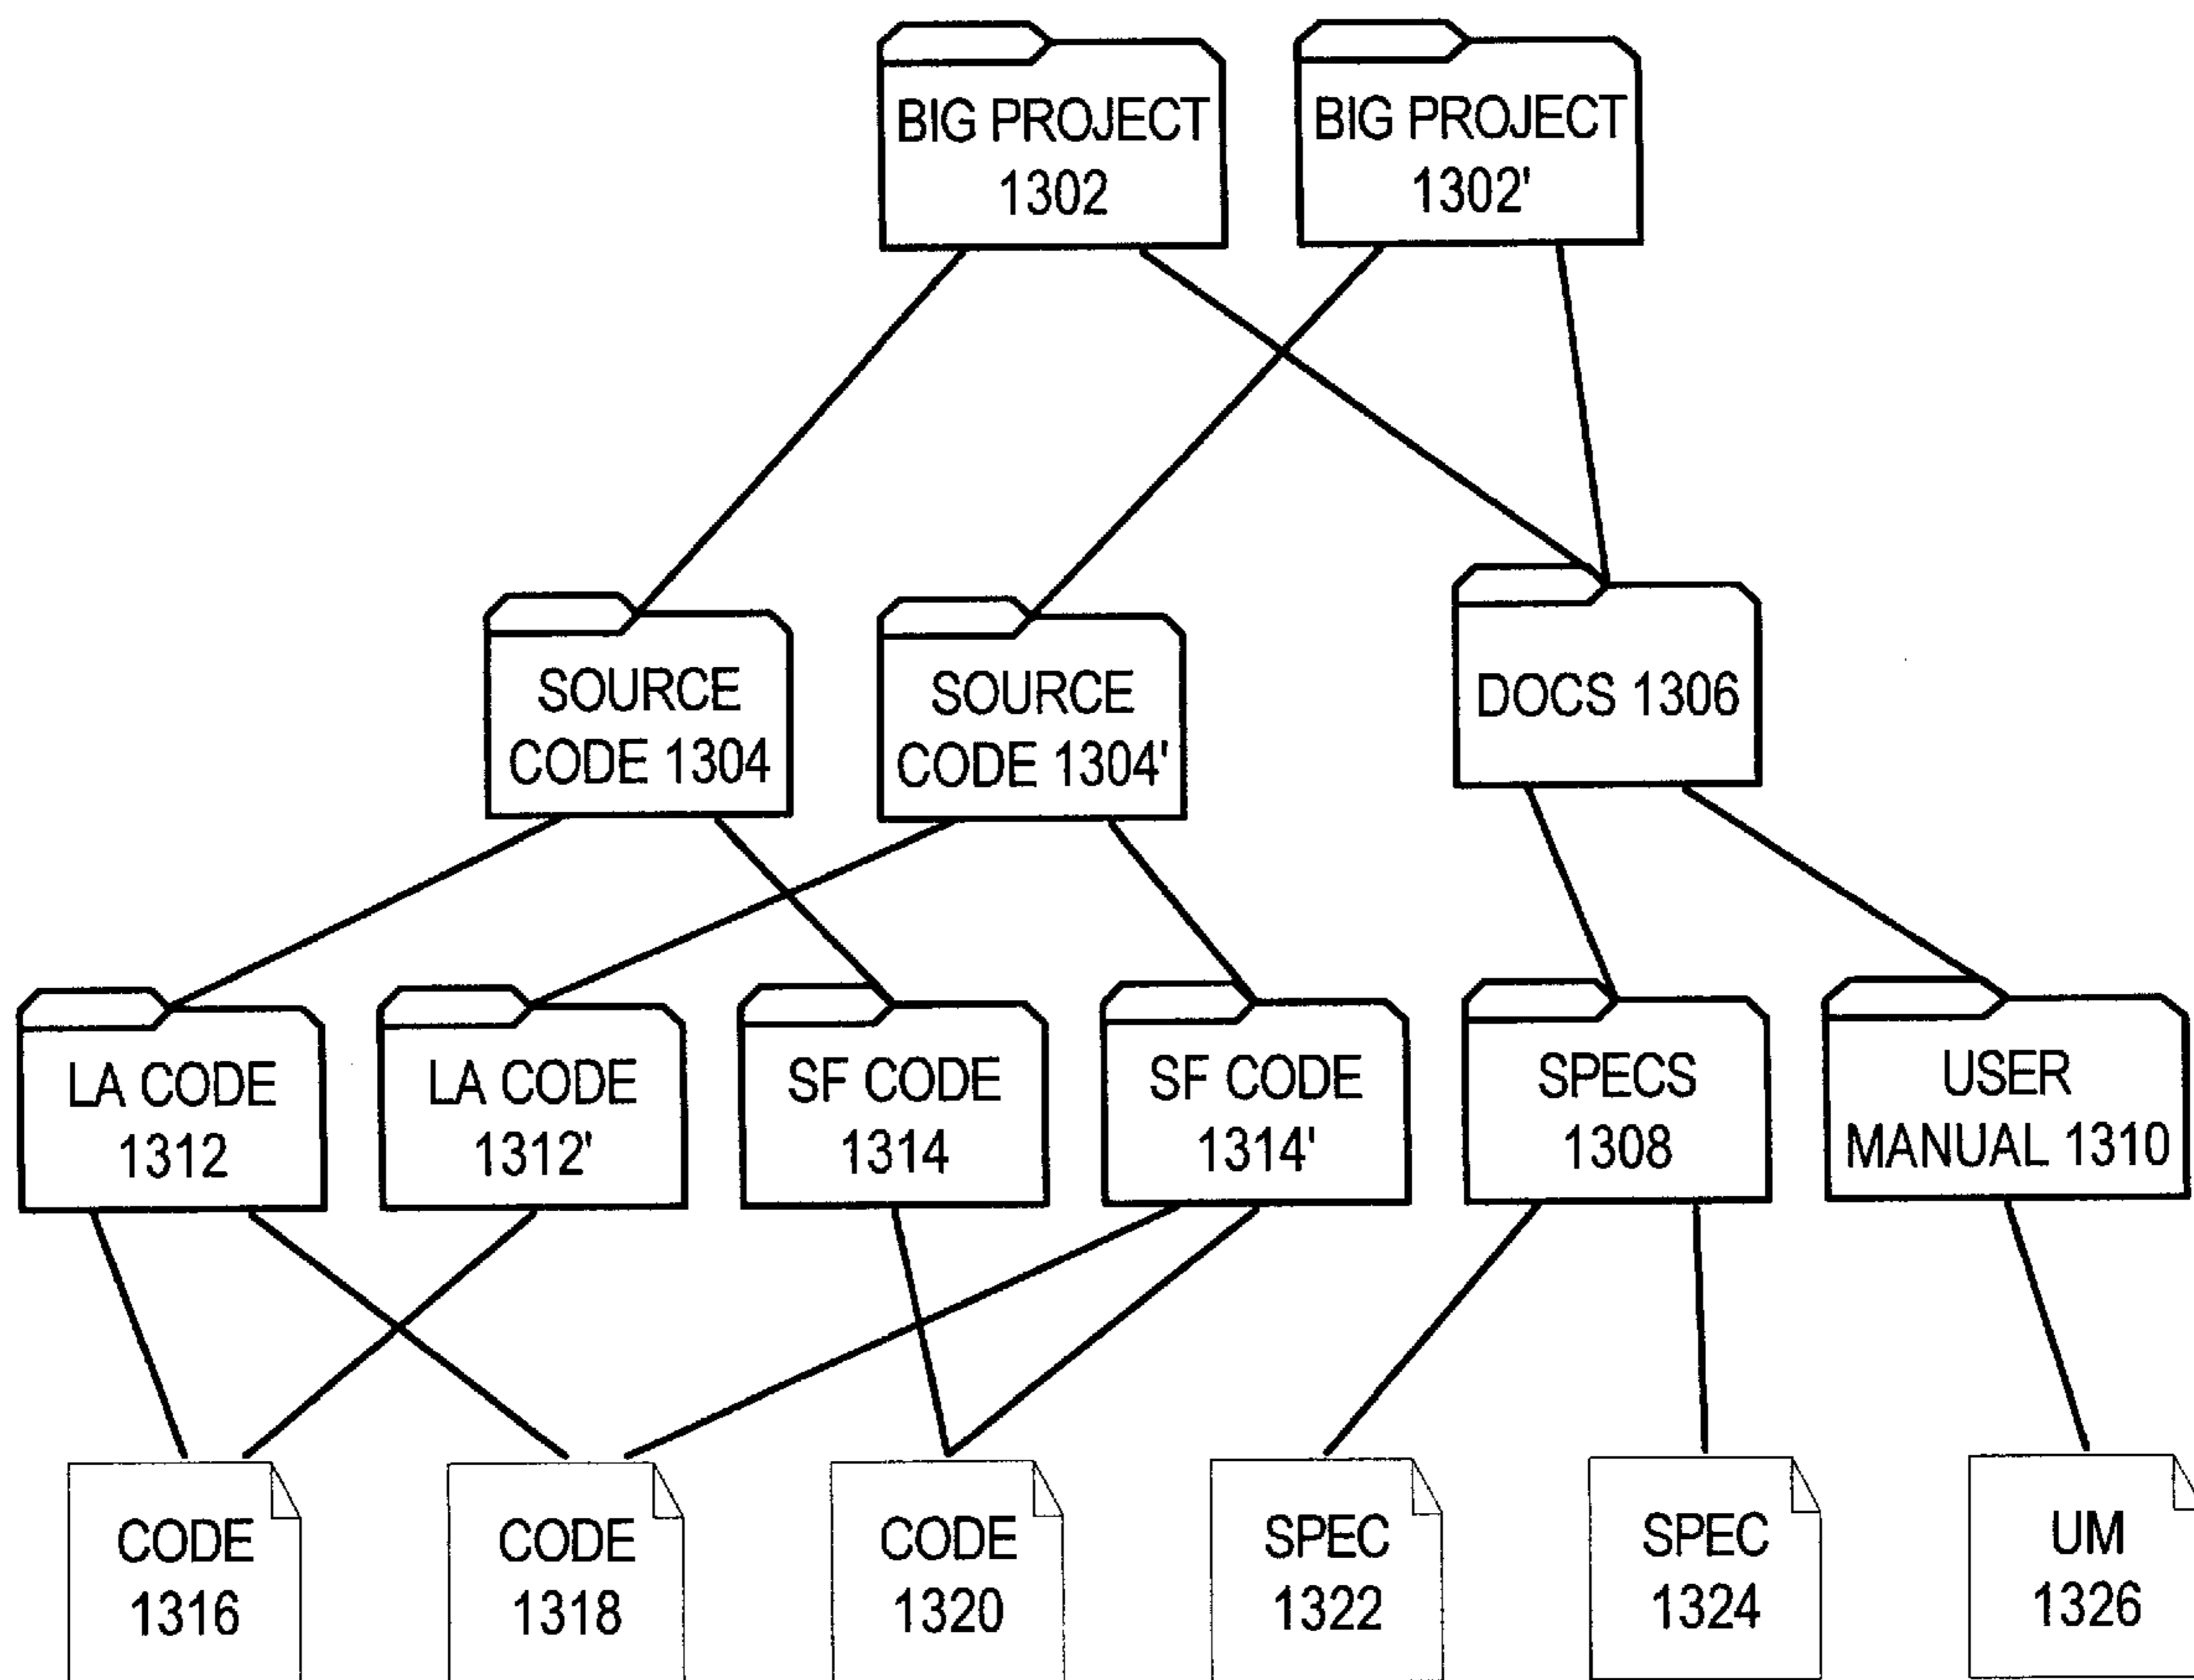 BIG PROJECT
1302
BIG PROJECT
1302'
SOURCE
CODE 1304
SOURCE
CODE 1304'
DOCS 1306
LA CODE
1312
LA CODE
1312'
SF CODE
1314
SF CODE
1314'
SPECS
1308
USER
MANUAL 1310
CODE
1316
CODE
1318
CODE
1320
SPEC
1322
SPEC
1324
UM
1326